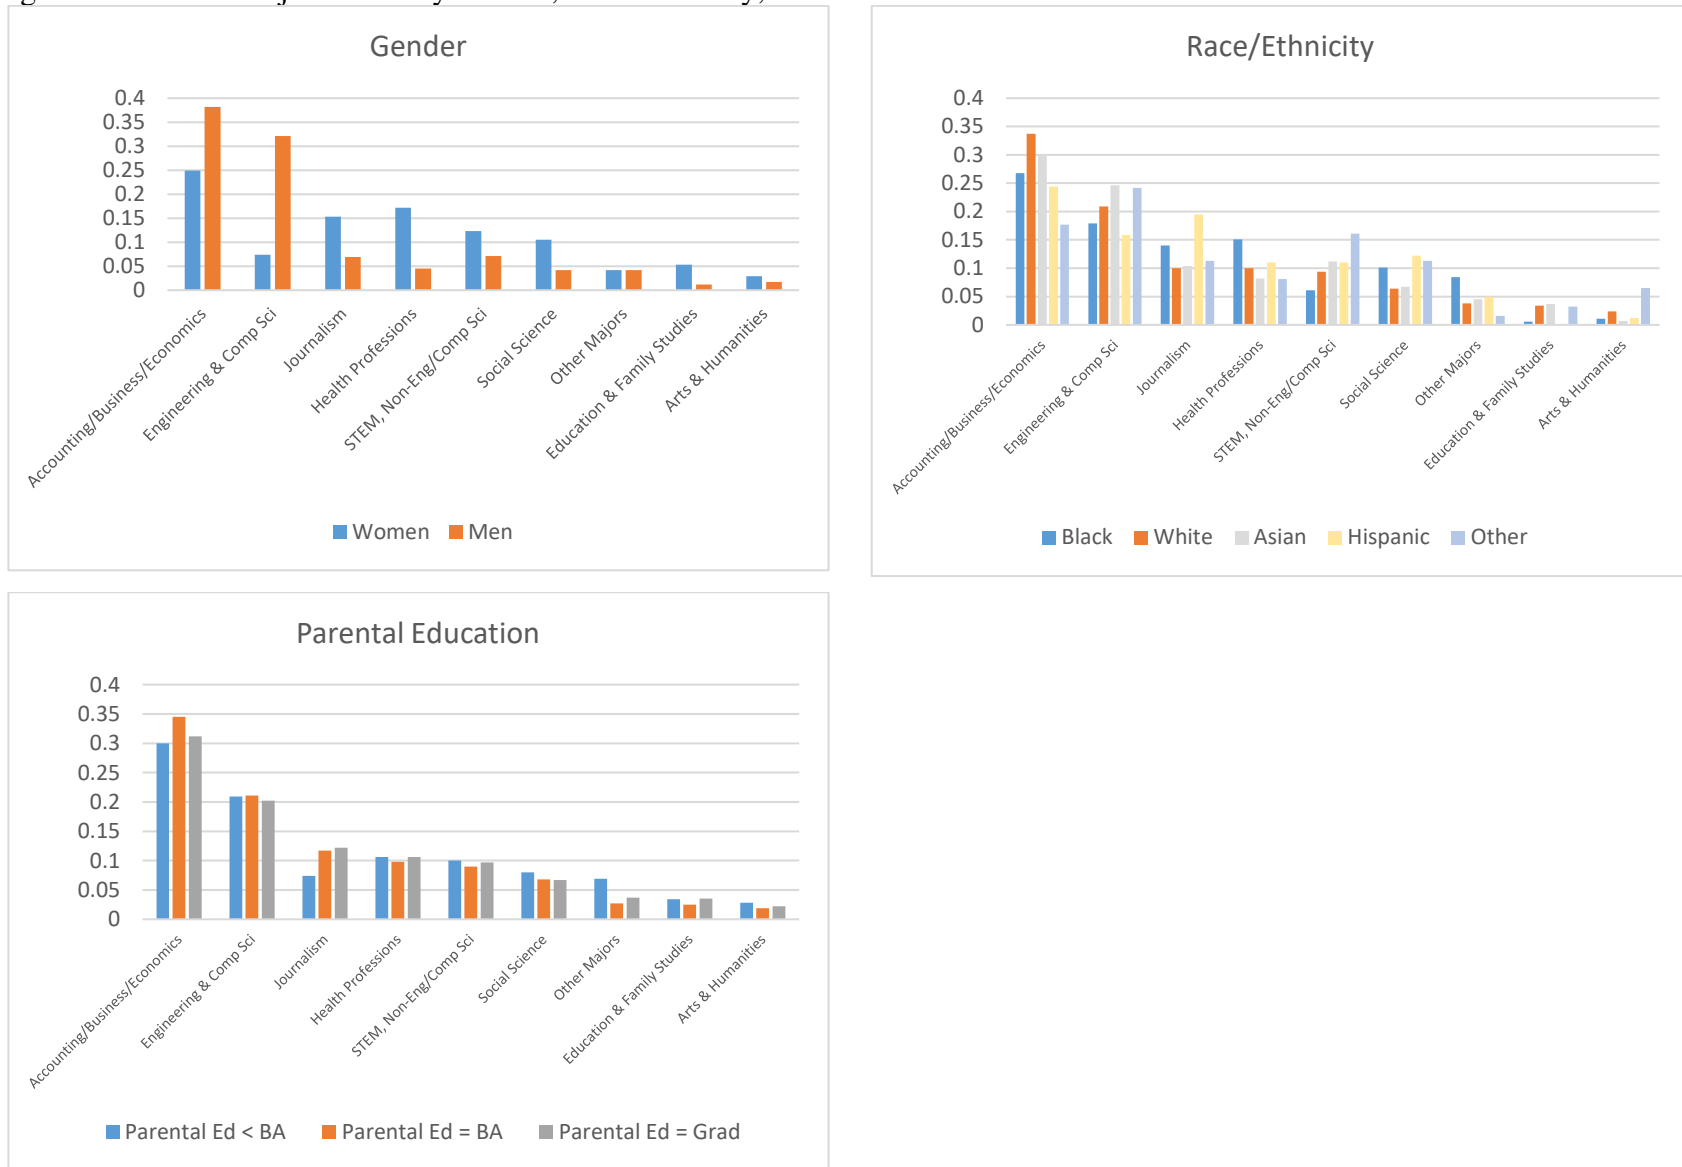 Gender
0.4
0.35
0.3
0.25
0.2
0.15
0.1
0.05
0
Accounting/Business/Economics
Engineering & Comp Sci
Journalism
Health Professions
STEM, Non-Eng/Comp Sci
Social Science
Other Majors
Education & Family Studies
Arts & Humanities
Women Men
Race/Ethnicity
0.4
0.35
0.3
0.25
0.2
0.15
0.1
0.05
0
Accounting/Business/Economics
Engineering & Comp Sci
Journalism
Health Professions
STEM, Non-Eng/Comp Sci
Social Science
Other Majors
Education & Family Studies
Arts & Humanities
Black White Asian Hispanic Other
Parental Education
0.4
0.35
0.3
0.25
0.2
0.15
0.1
0.05
0
Accounting/Business/Economics
Engineering & Comp Sci
Journalism
Health Professions
STEM, Non-Eng/Comp Sci
Social Science
Other Majors
Education & Family Studies
Arts & Humanities
Parental Ed < BA Parental Ed = BA Parental Ed = Grad